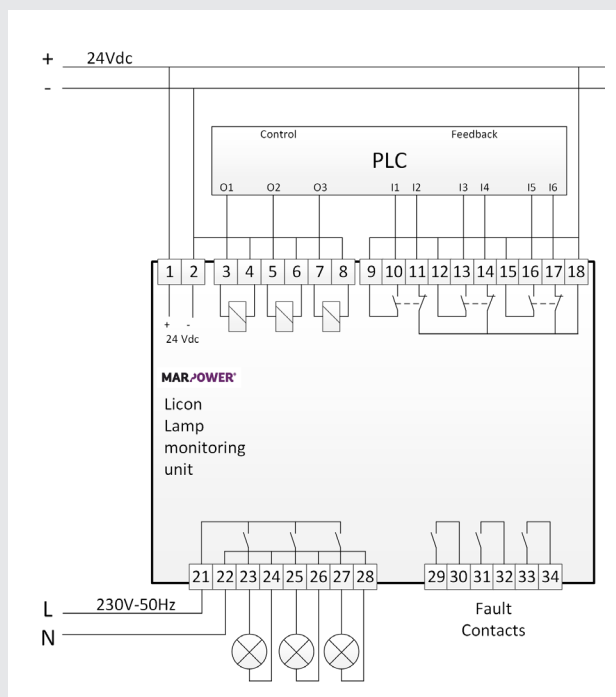 + 24Vdc
-
Control Feedback
PLC
O1 O2 O3 I1 I2 I3 I4 I5 I6
1 2 3 4 5 6 7 8 9 10 11 12 13 14 15 16 17 18
+ -
24 Vdc
MARPOWER
Licon
Lamp
monitoring
unit
21 22 23 24 25 26 27 28 29 30 31 32 33 34
L 230V-50Hz
N
Fault
Contacts